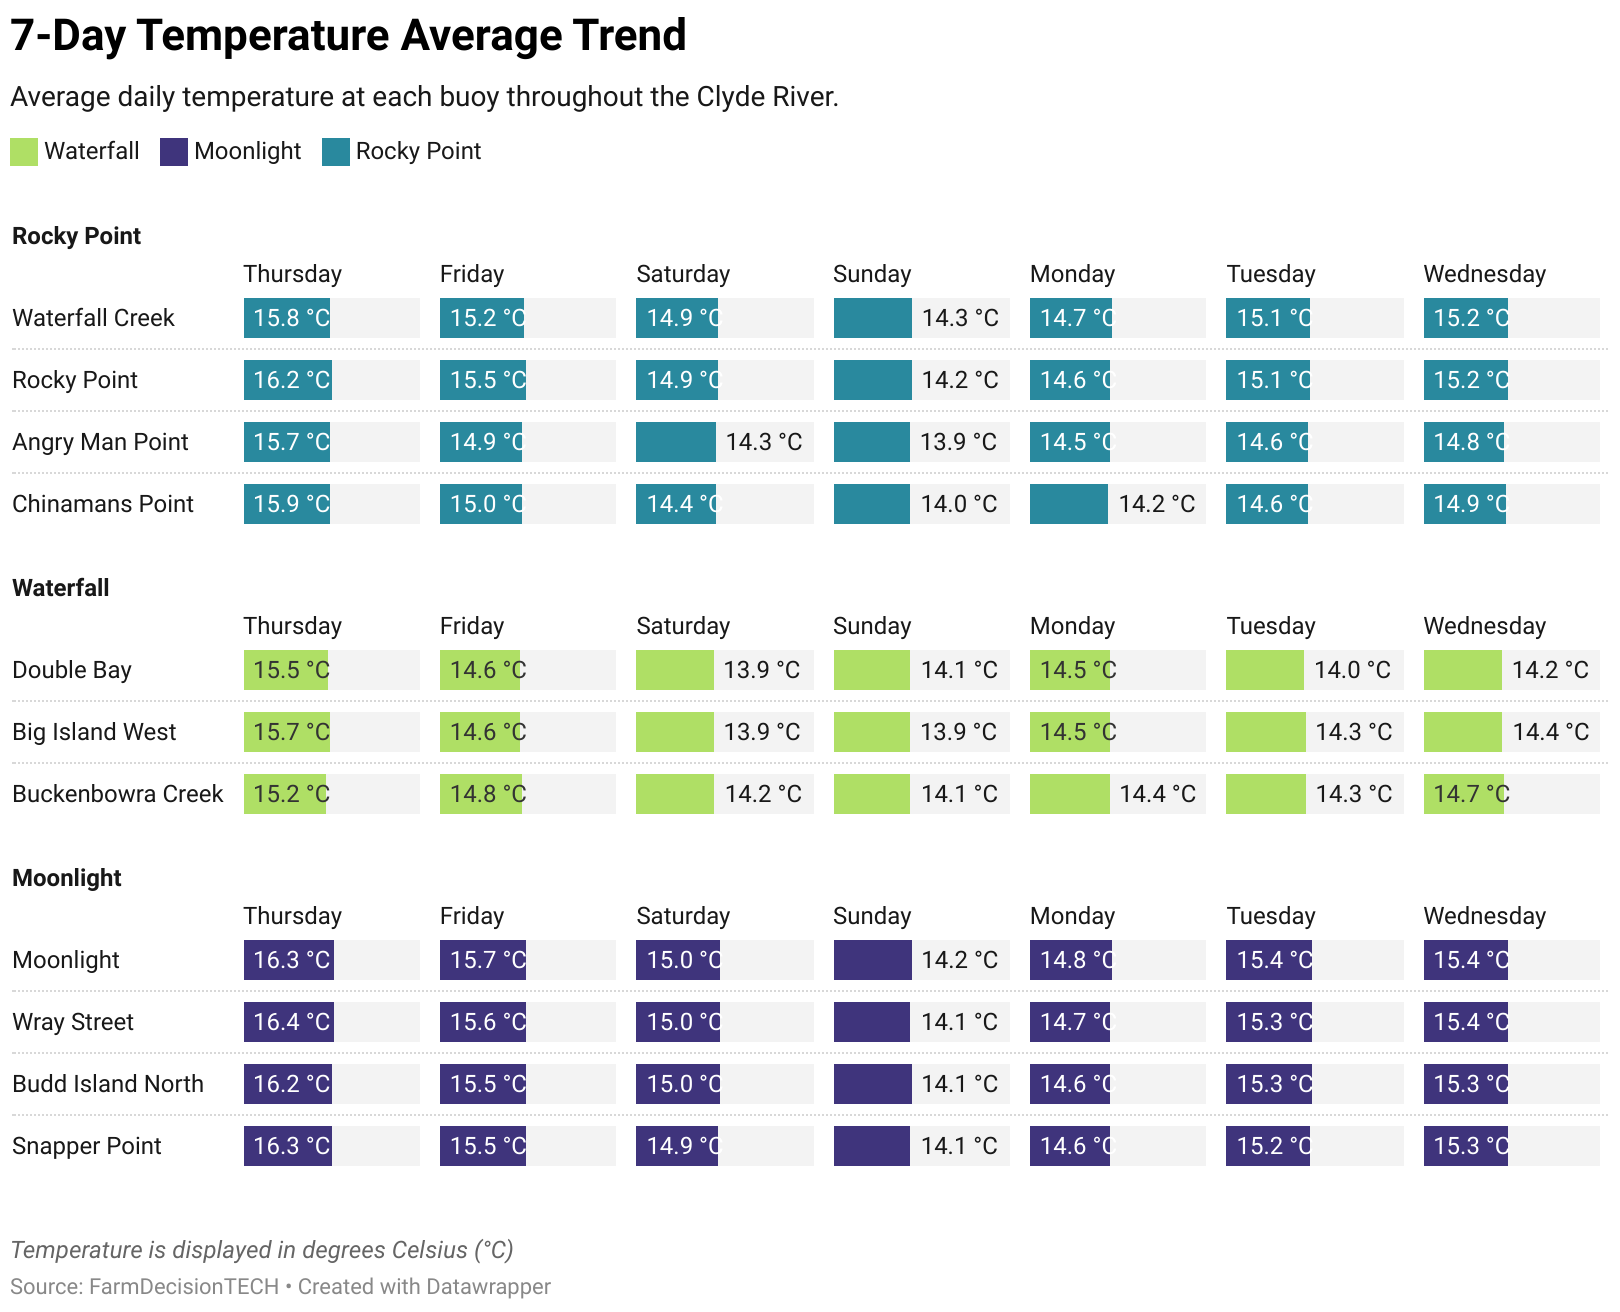 7-Day Temperature Average Trend
Average daily temperature at each buoy throughout the Clyde River.
Waterfall Moonlight Rocky Point
Rocky Point
Thursday Friday Saturday Sunday Monday Tuesday Wednesday
Waterfall Creek 15.8 °C 15.2 °C 14.9 °C 14.3 °C 14.7 °C 15.1 °C 15.2 °C
Rocky Point 16.2 °C 15.5 °C 14.9 °C 14.2 °C 14.6 °C 15.1 °C 15.2 °C
Angry Man Point 15.7 °C 14.9 °C 14.3 °C 13.9 °C 14.5 °C 14.6 °C 14.8 °C
Chinamans Point 15.9 °C 15.0 °C 14.4 °C 14.0 °C 14.2 °C 14.6 °C 14.9 °C
Waterfall
Thursday Friday Saturday Sunday Monday Tuesday Wednesday
Double Bay 15.5 °C 14.6 °C 13.9 °C 14.1 °C 14.5 °C 14.0 °C 14.2 °C
Big Island West 15.7 °C 14.6 °C 13.9 °C 13.9 °C 14.5 °C 14.3 °C 14.4 °C
Buckenbowra Creek 15.2 °C 14.8 °C 14.2 °C 14.1 °C 14.4 °C 14.3 °C 14.7 °C
Moonlight
Thursday Friday Saturday Sunday Monday Tuesday Wednesday
Moonlight 16.3 °C 15.7 °C 15.0 °C 14.2 °C 14.8 °C 15.4 °C 15.4 °C
Wray Street 16.4 °C 15.6 °C 15.0 °C 14.1 °C 14.7 °C 15.3 °C 15.4 °C
Budd Island North 16.2 °C 15.5 °C 15.0 °C 14.1 °C 14.6 °C 15.3 °C 15.3 °C
Snapper Point 16.3 °C 15.5 °C 14.9 °C 14.1 °C 14.6 °C 15.2 °C 15.3 °C
Temperature is displayed in degrees Celsius (°C)
Source: FarmDecisionTECH • Created with Datawrapper